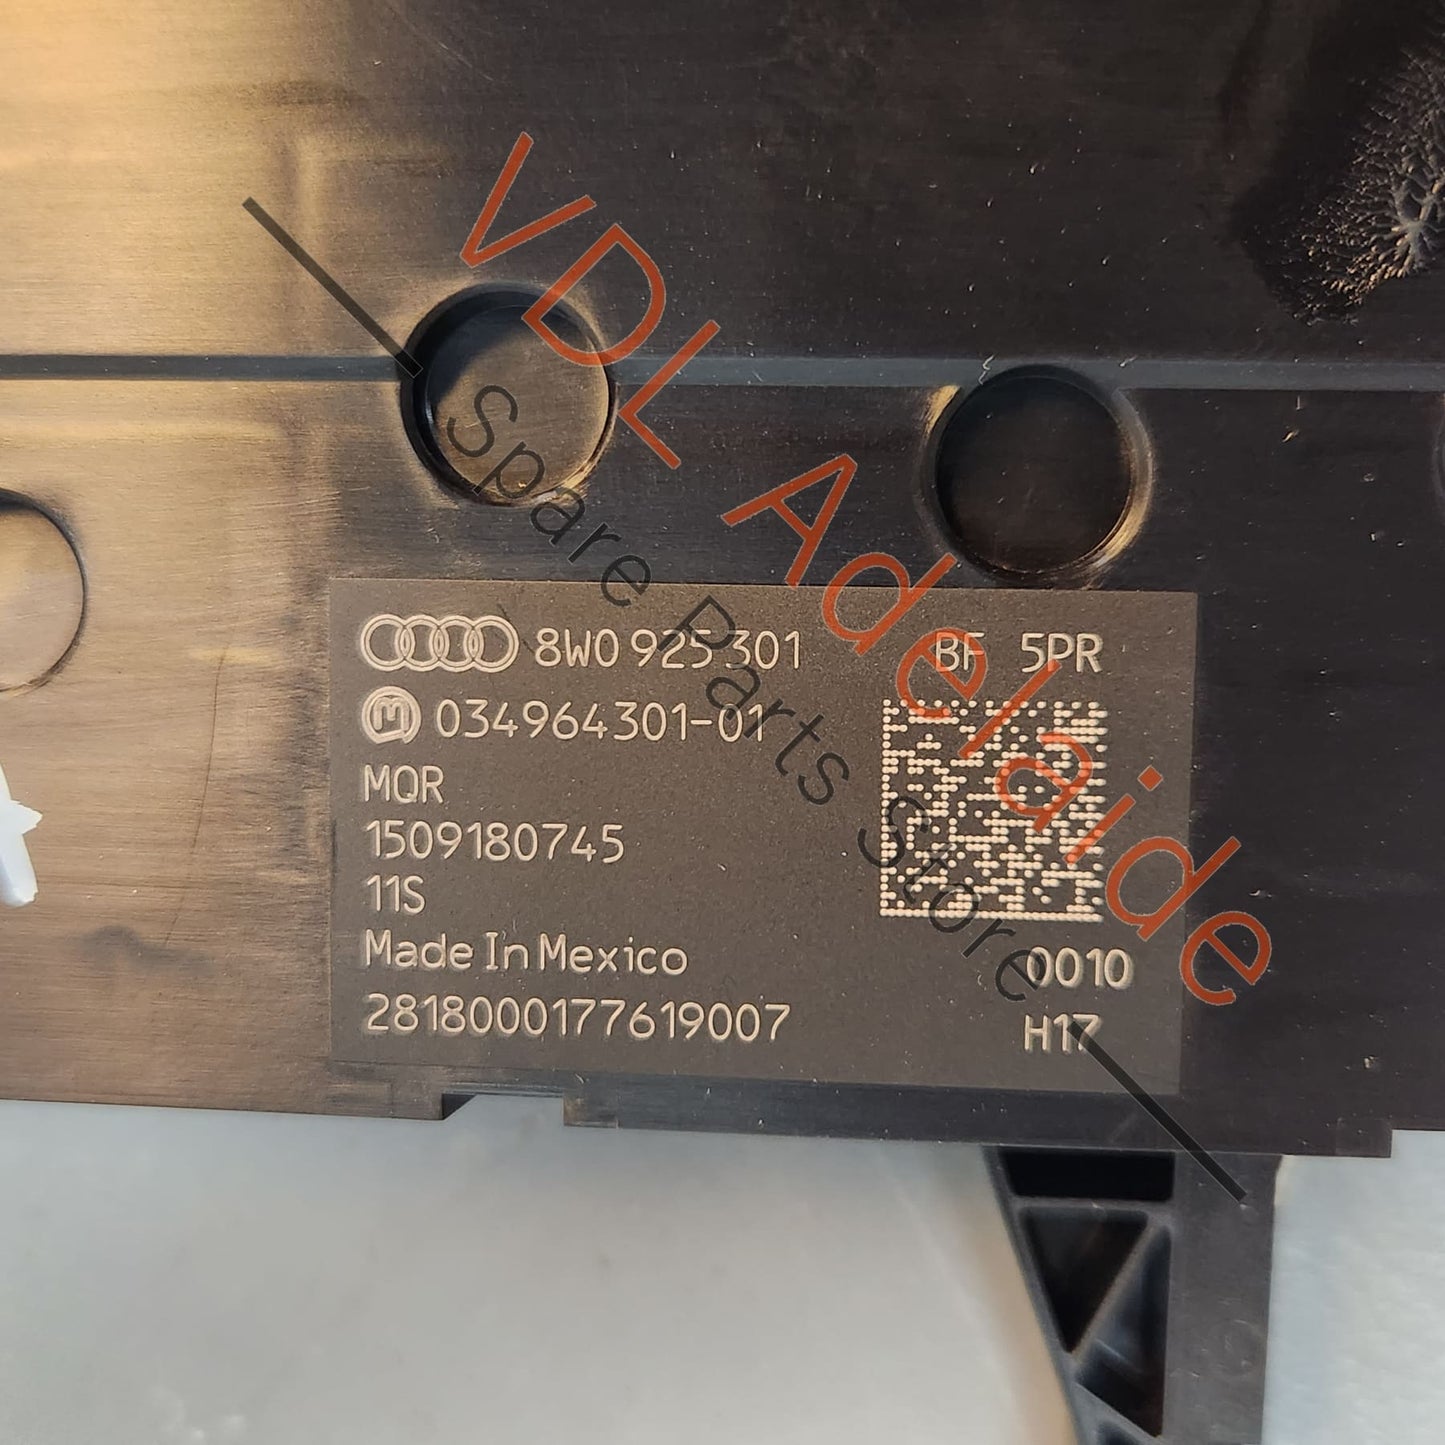 8W0 925 301 BF 5PR
M 034964301-01
MQR
1509180745
11S
Made In Mexico
0010
2818000177619007
H17
VDL Adelaide
Spare Parts Store